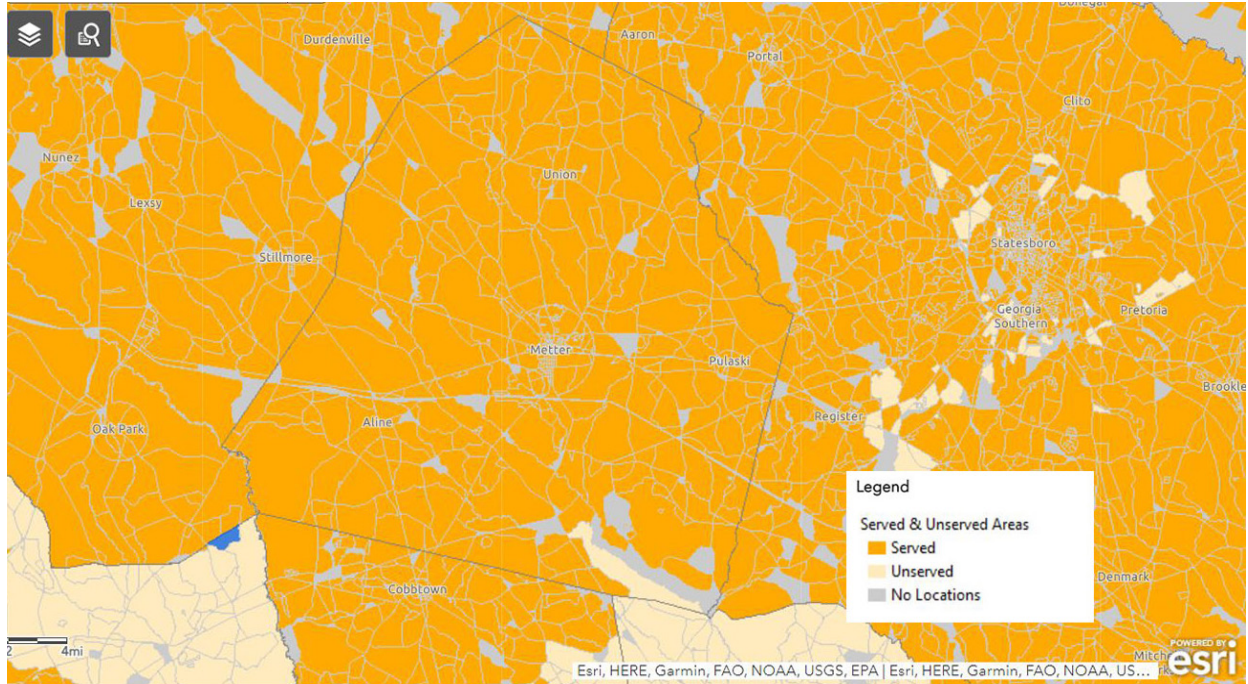 Donegal
Durdenville
Aaron
Portal
Clito
Nunez
Union
Lexsy
Statesboro
Stillmore
Georgia
Southern
Pretoria
Metter
Pulaski
Brookle
Register
Aline
Oak Park
Legend
Served & Unserved Areas
Served
Unserved
No Locations
Denmark
Cobbtown
2 4mi
Mitche
POWERED BY
esri
Esri, HERE, Garmin, FAO, NOAA, USGS, EPA | Esri, HERE, Garmin, FAO, NOAA, US...